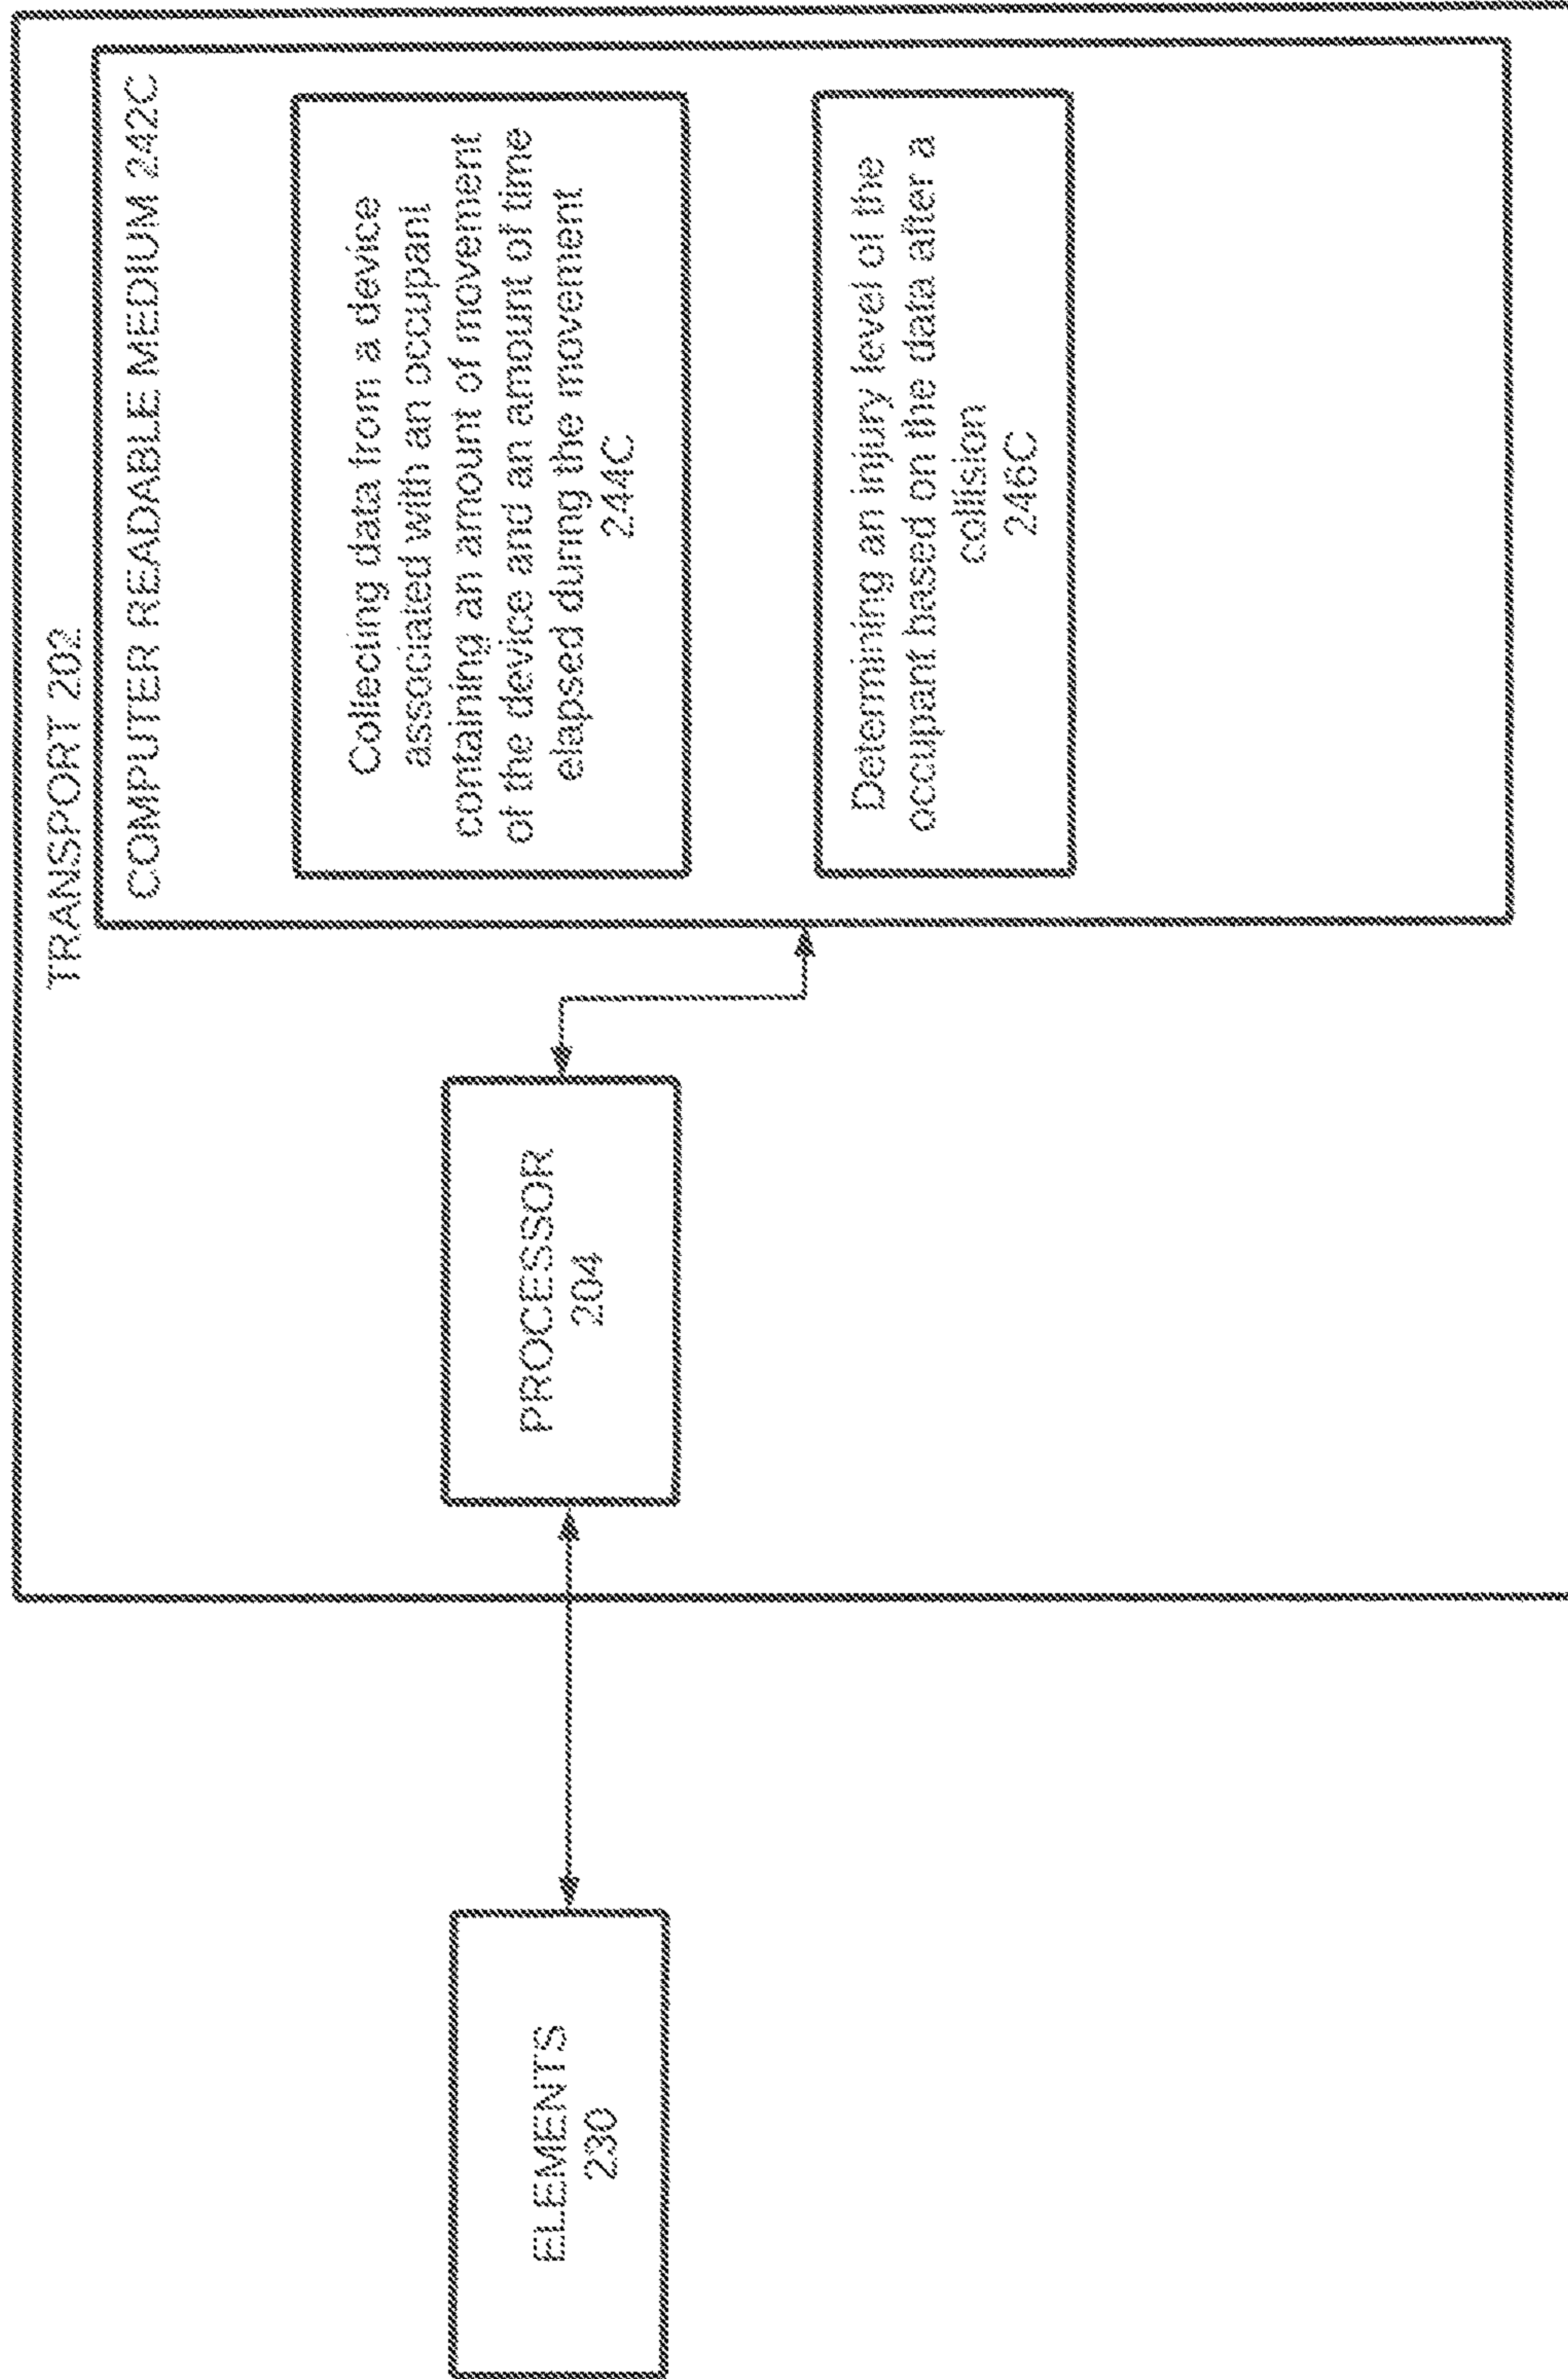 TRANSPORT 202
COMPUTER READABLE MEDIUM 242C
Collecting data from a device
associated with an occupant
containing an amount of movement
of the device and an amount of time
elapsed during the movement
244C
Determining an injury level of the
occupant based on the data after a
collision
246C
PROCESSOR
204
ELEMENTS
230